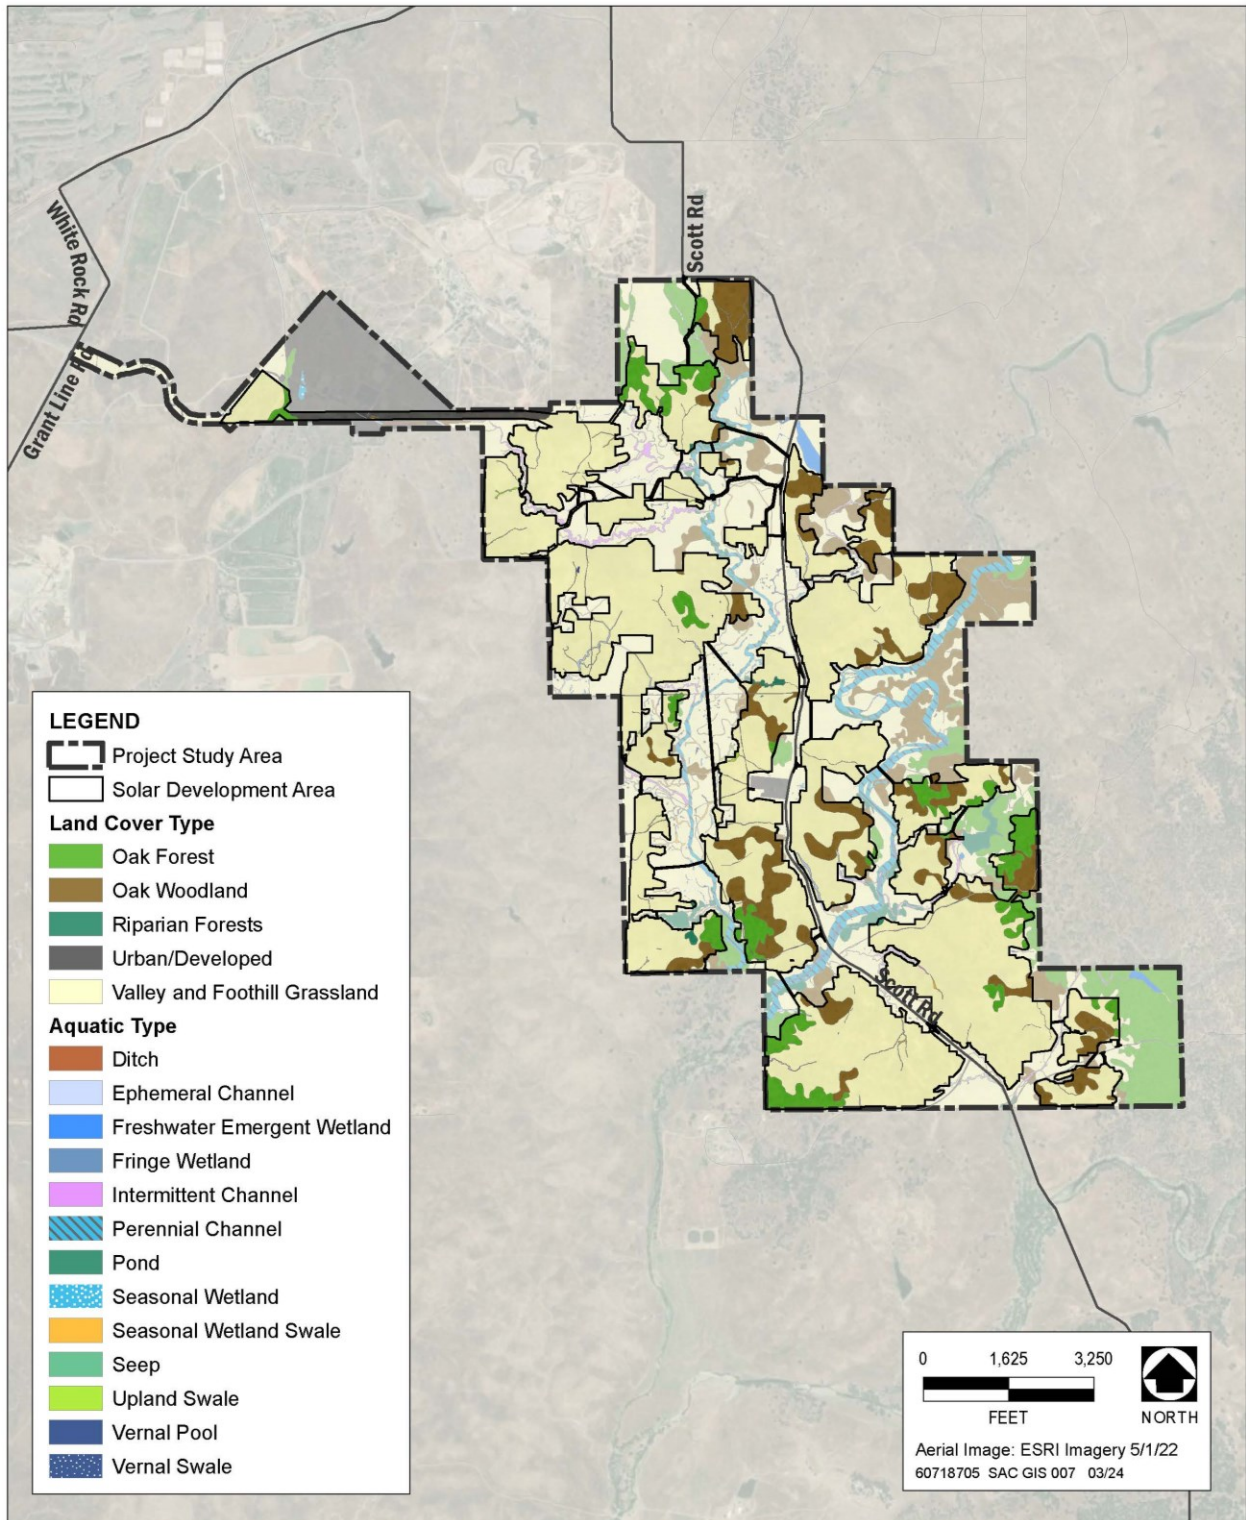 Scott Rd
White Rock Rd
Grant Line Rd
Scott Rd
LEGEND
Project Study Area
Solar Development Area
Land Cover Type
Oak Forest
Oak Woodland
Riparian Forests
Urban/Developed
Valley and Foothill Grassland
Aquatic Type
Ditch
Ephemeral Channel
Freshwater Emergent Wetland
Fringe Wetland
Intermittent Channel
Perennial Channel
Pond
Seasonal Wetland
Seasonal Wetland Swale
Seep
Upland Swale
Vernal Pool
Vernal Swale
0 1,625 3,250
FEET
NORTH
Aerial Image: ESRI Imagery 5/1/22
60718705 SAC GIS 007 03/24